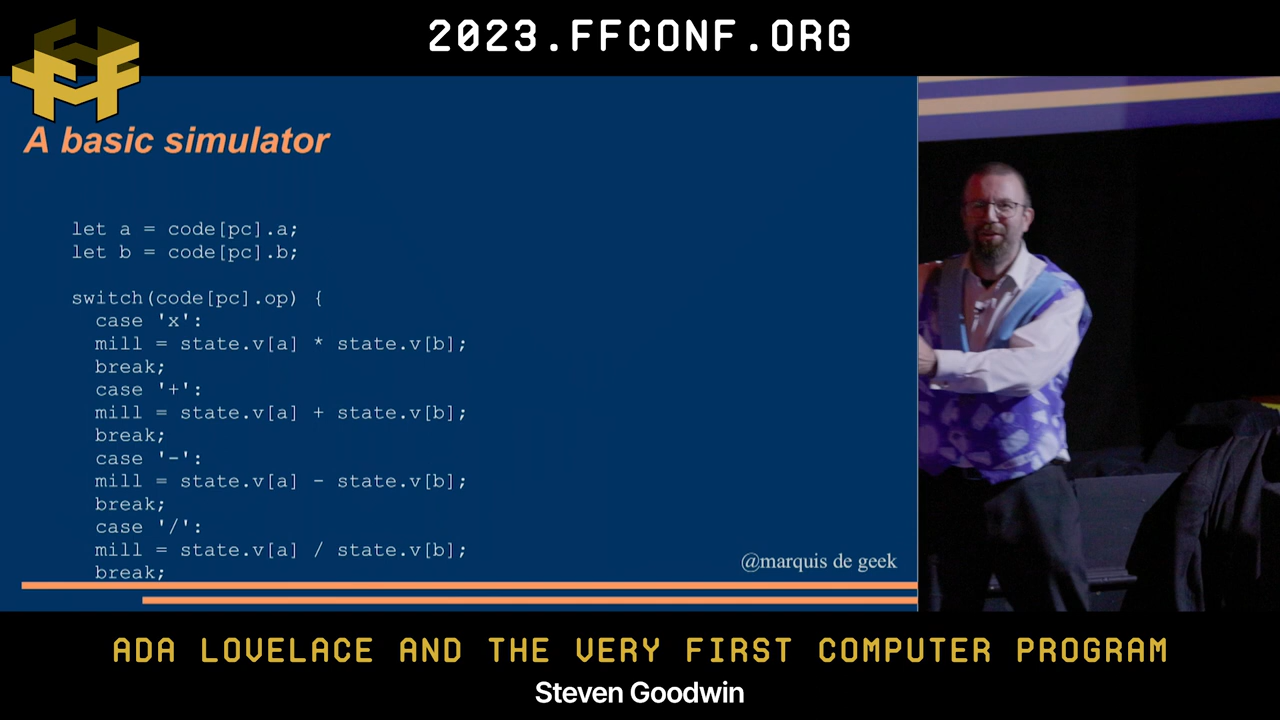 2023.FFCONF.ORG
A basic simulator
let a = code[pc].a;
let b = code[pc].b;
switch(code[pc].op) {
case 'x':
mill = state.v[a] * state.v[b];
break;
case '+':
mill = state.v[a] + state.v[b];
break;
case '-':
mill = state.v[a] - state.v[b];
break;
case '/':
mill = state.v[a] / state.v[b];
break;
@marquis de geek
ADA LOVELACE AND THE VERY FIRST COMPUTER PROGRAM
Steven Goodwin